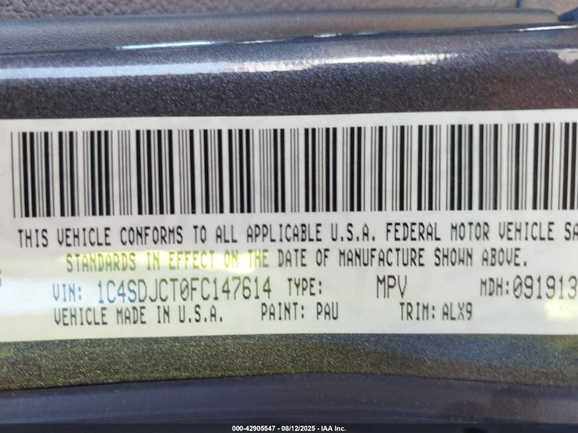 THIS VEHICLE CONFORMS TO ALL APPLICABLE U.S.A. FEDERAL MOTOR VEHICLE SA
STANDARDS IN EFFECT ON THE DATE OF MANUFACTURE SHOWN ABOVE.
VIN: 1C4SDJCT0FC147614 TYPE: MPV MDH: 091913
VEHICLE MADE IN U.S.A. PAINT: PAU TRIM: ALX9
000-42905547 - 08/12/2025 - IAA Inc.